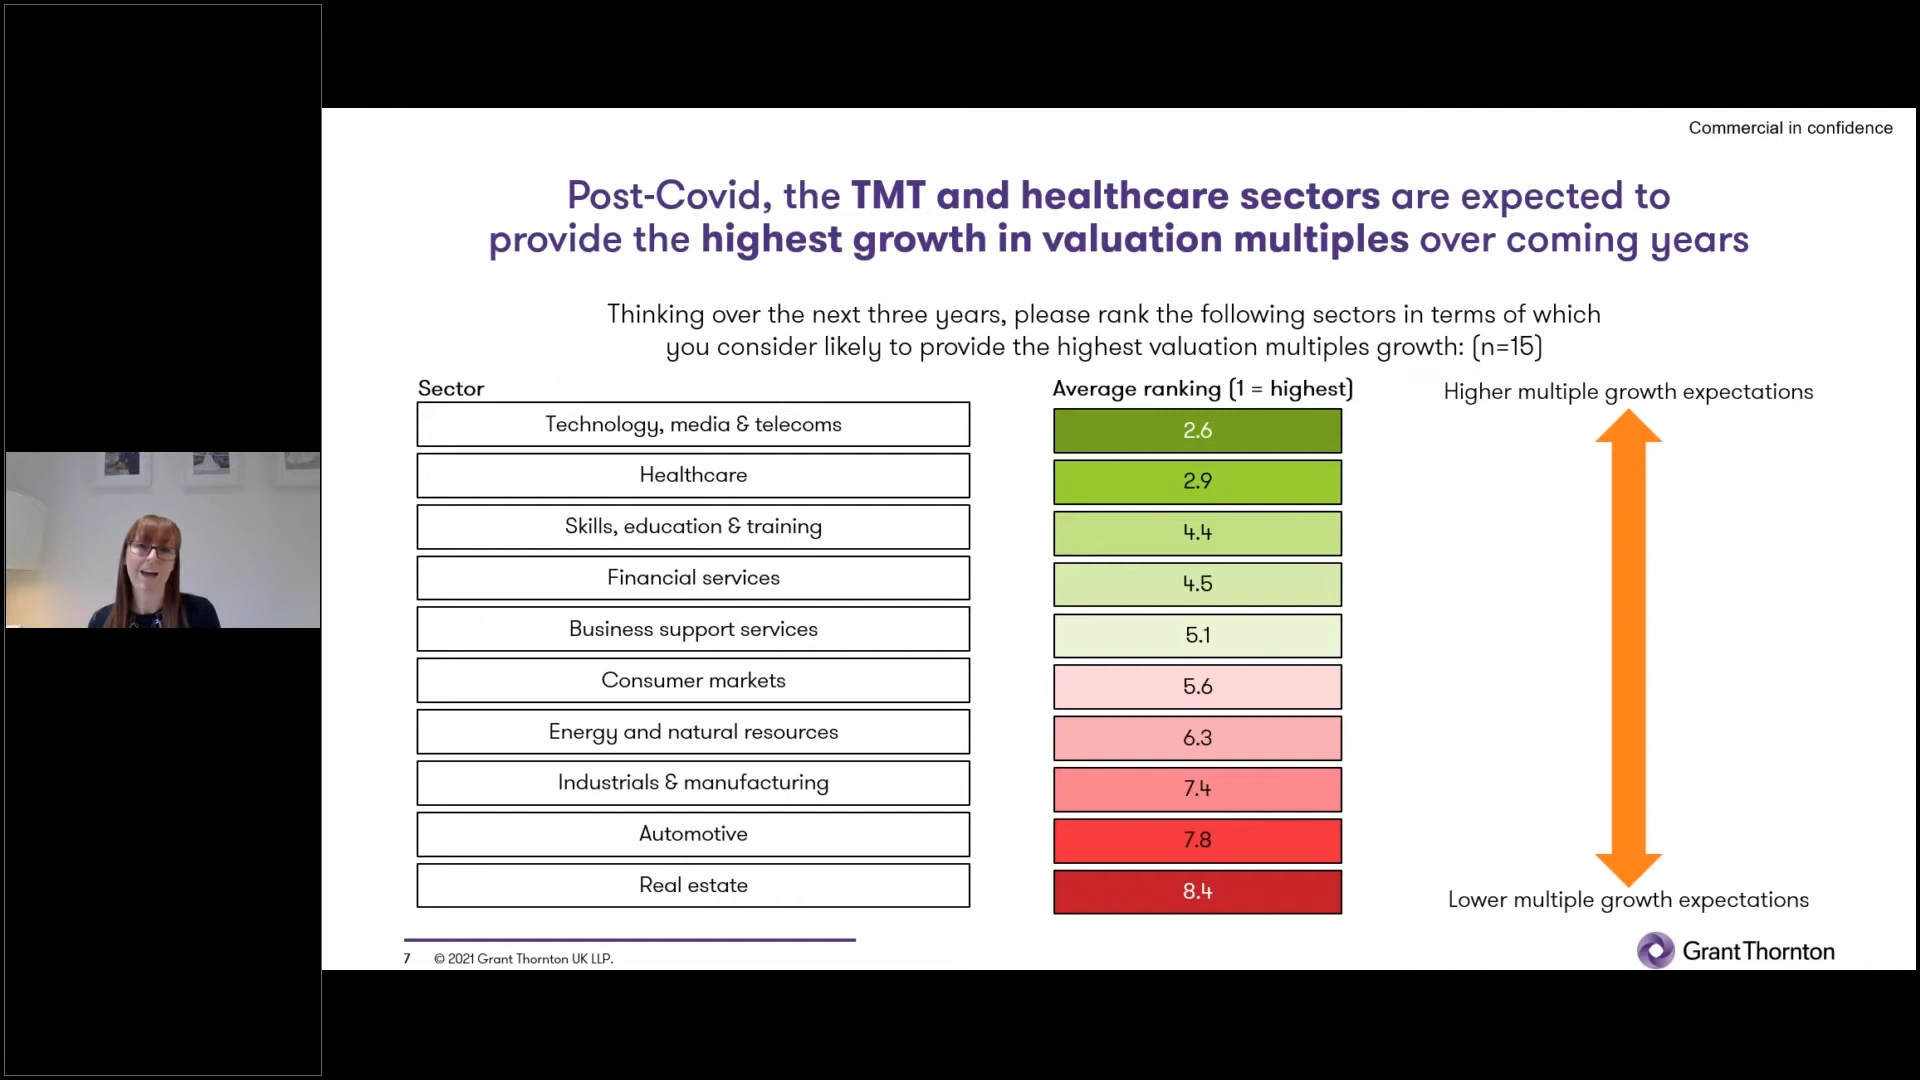 Commercial in confidence
Post-Covid, the TMT and healthcare sectors are expected to
provide the highest growth in valuation multiples over coming years
Thinking over the next three years, please rank the following sectors in terms of which
you consider likely to provide the highest valuation multiples growth: (n=15)
Sector
Average ranking (1 = highest)
Higher multiple growth expectations
Technology, media & telecoms
2.6
Healthcare
2.9
Skills, education & training
4.4
Financial services
4.5
Business support services
5.1
Consumer markets
5.6
Energy and natural resources
6.3
Industrials & manufacturing
7.4
Automotive
7.8
Real estate
8.4
Lower multiple growth expectations
7
© 2021 Grant Thornton UK LLP.
Grant Thornton